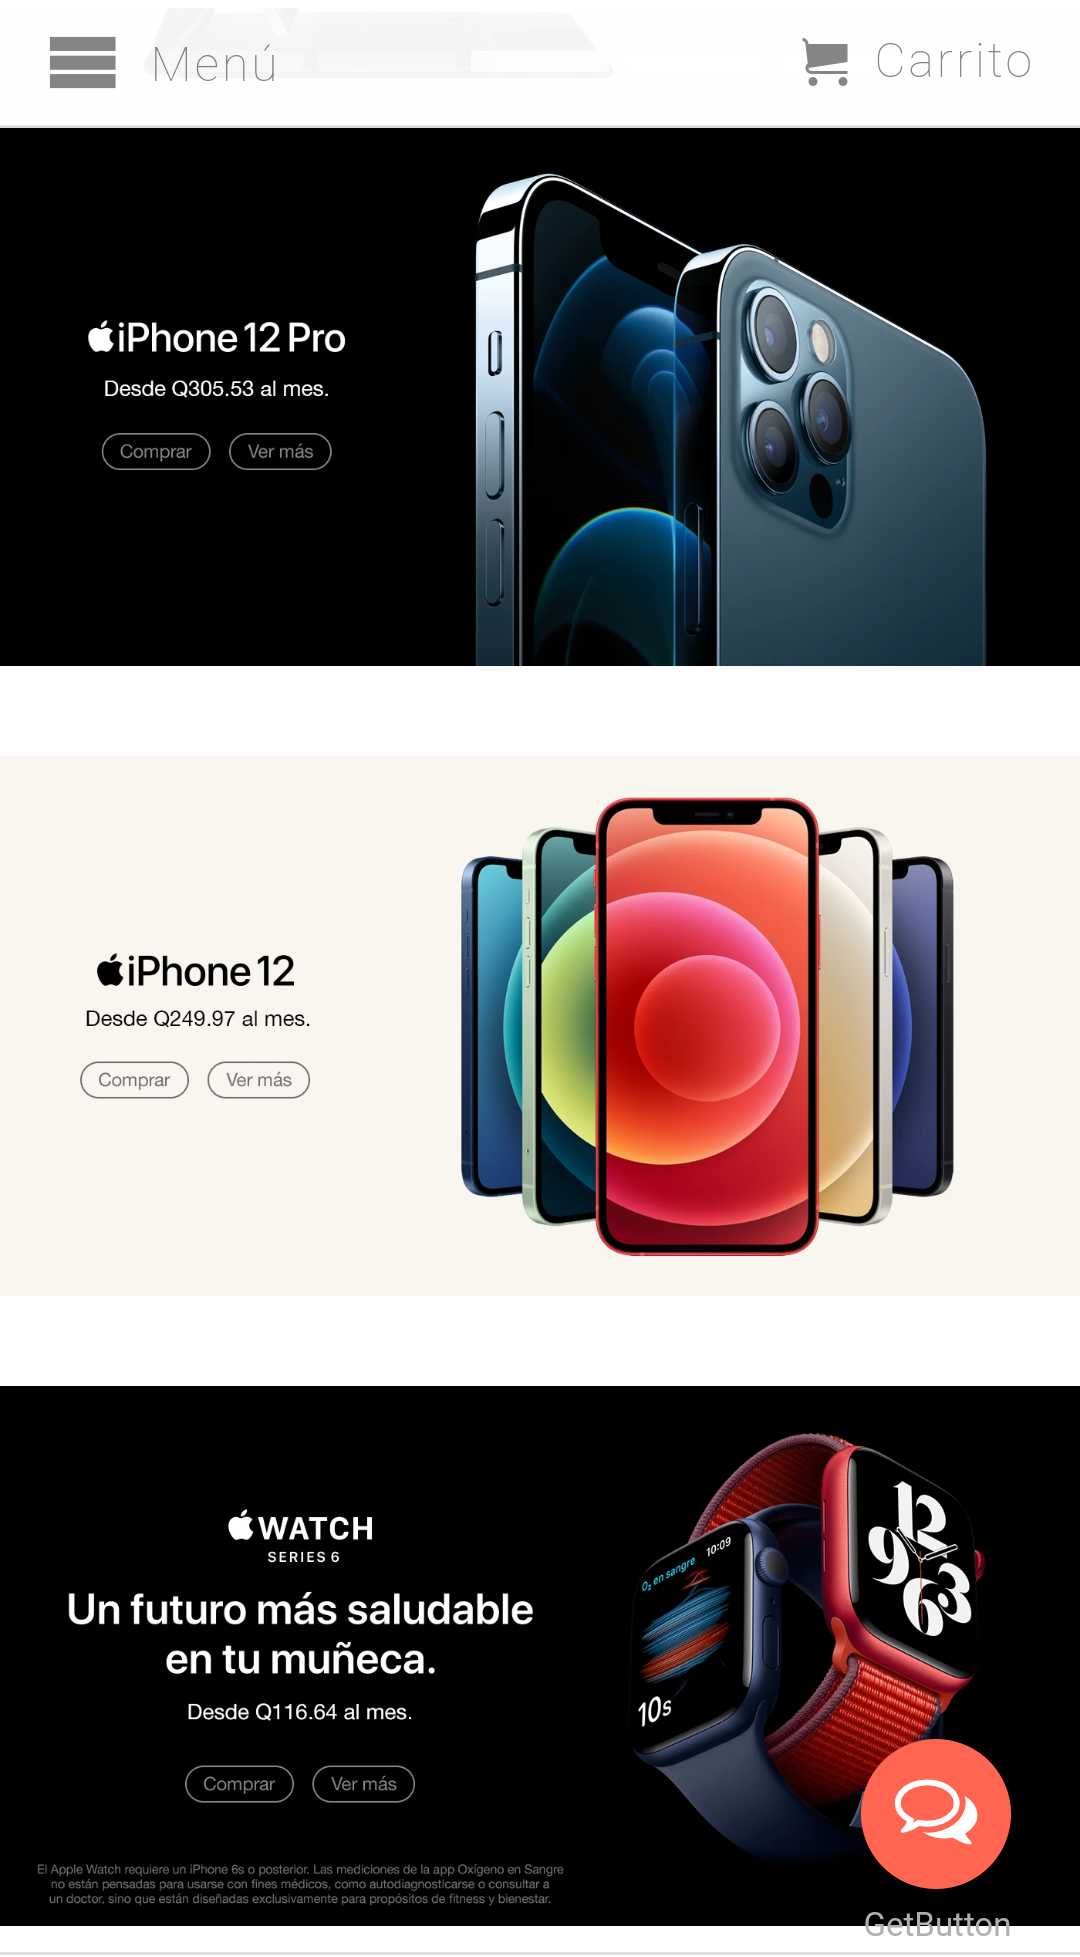 Menú
Carrito
iPhone 12 Pro
Desde Q305.53 al mes.
Comprar
Ver más
iPhone 12
Desde Q249.97 al mes.
Comprar
Ver más
WATCH
SERIES 6
Un futuro más saludable
en tu muñeca.
Desde Q116.64 al mes.
Comprar
Ver más
O₂ en sangre
10:09
10s
12
9
3
6
El Apple Watch requiere un iPhone 6s o posterior. Las mediciones de la app Oxígeno en Sangre
no están pensadas para usarse con fines médicos, como autodiagnosticarse o consultar a
un doctor, sino que están diseñadas exclusivamente para propósitos de fitness y bienestar.
GetButton